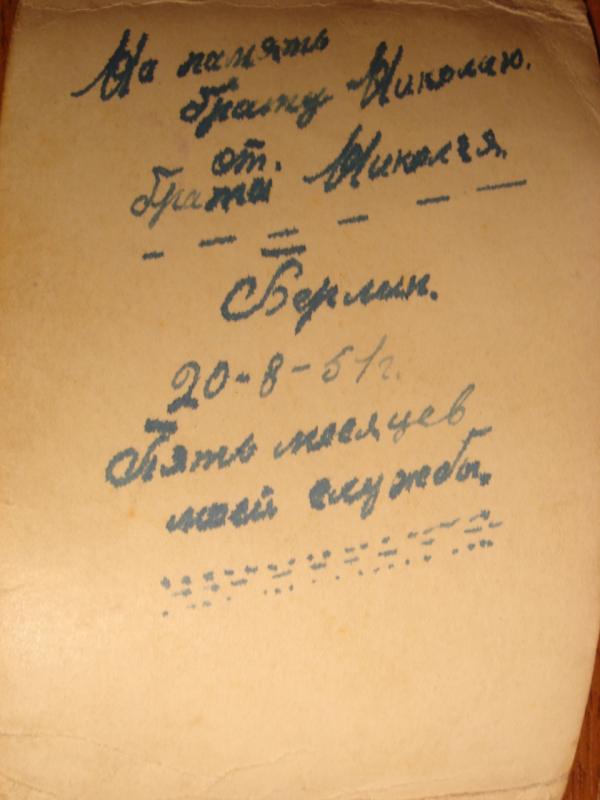 На память
брату Николаю.
от.
брата Николая.
Берлин.
20-8-51г.
Пять месяцев
моей службы.